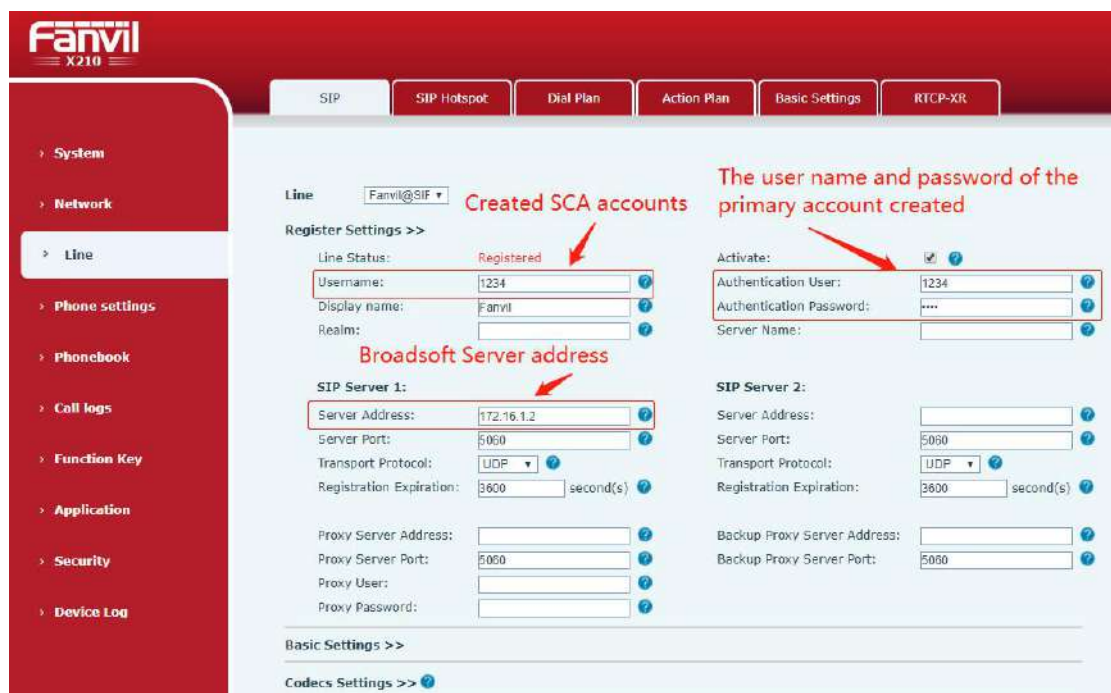 Fanvil
X210
SIP
SIP Hotspot
Dial Plan
Action Plan
Basic Settings
RTCP-XR
› System
› Network
› Line
› Phone settings
› Phonebook
› Call logs
› Function Key
› Application
› Security
› Device Log
Line Fanvil@SIF
Created SCA accounts
The user name and password of the
primary account created
Register Settings >>
Line Status: Registered Activate:
Username: 1234 Authentication User: 1234
Display name: Fanvil Authentication Password: ••••
Realm: Server Name:
Broadsoft Server address
SIP Server 1: SIP Server 2:
Server Address: 172.16.1.2 Server Address:
Server Port: 5060 Server Port: 5060
Transport Protocol: UDP Transport Protocol: UDP
Registration Expiration: 3600 second(s) Registration Expiration: 3600 second(s)
Proxy Server Address: Backup Proxy Server Address:
Proxy Server Port: 5060 Backup Proxy Server Port: 5060
Proxy User:
Proxy Password:
Basic Settings >>
Codecs Settings >>